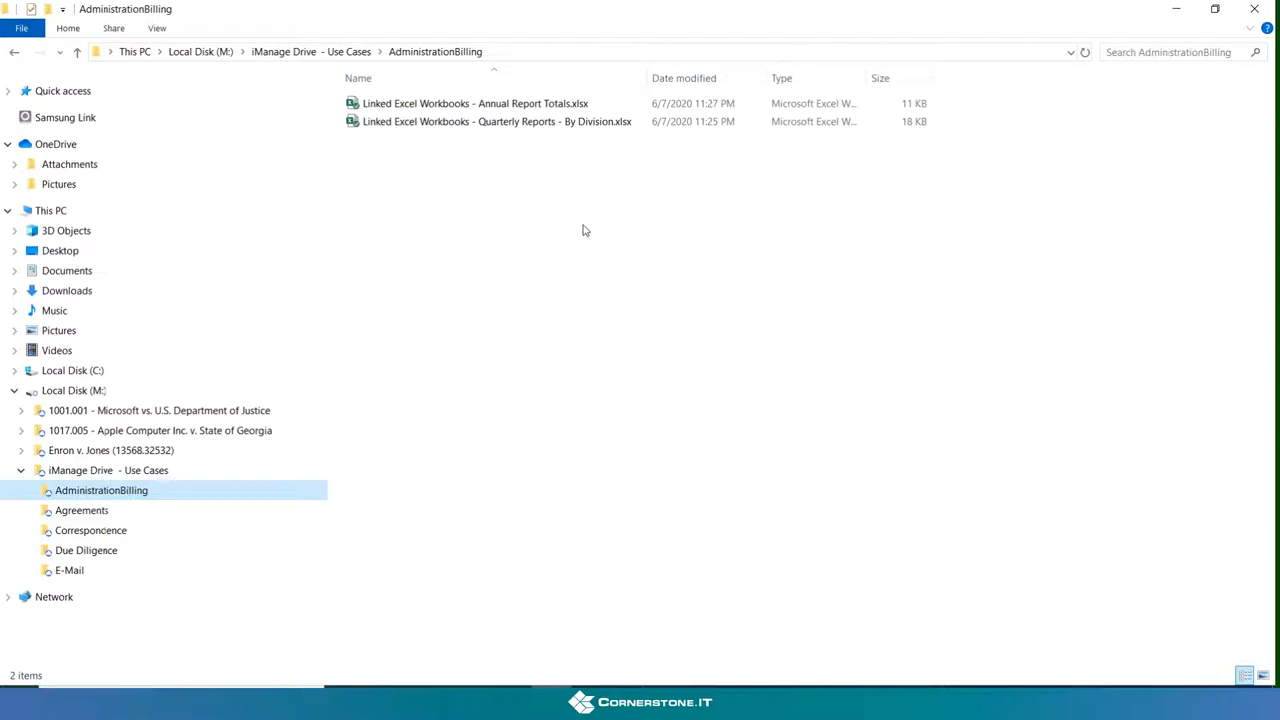 AdministrationBilling
File Home Share View
This PC Local Disk (M:) iManage Drive - Use Cases AdministrationBilling Search AdministrationBilling
Name Date modified Type Size
Linked Excel Workbooks - Annual Report Totals.xlsx 6/7/2020 11:27 PM Microsoft Excel W... 11 KB
Linked Excel Workbooks - Quarterly Reports - By Division.xlsx 6/7/2020 11:25 PM Microsoft Excel W... 18 KB
Quick access
Samsung Link
OneDrive
Attachments
Pictures
This PC
3D Objects
Desktop
Documents
Downloads
Music
Pictures
Videos
Local Disk (C:)
Local Disk (M:)
1001.001 - Microsoft vs. U.S. Department of Justice
1017.005 - Apple Computer Inc. v. State of Georgia
Enron v. Jones (13568.32532)
iManage Drive - Use Cases
AdministrationBilling
Agreements
Correspondence
Due Diligence
E-Mail
Network
2 items
CORNERSTONE.IT